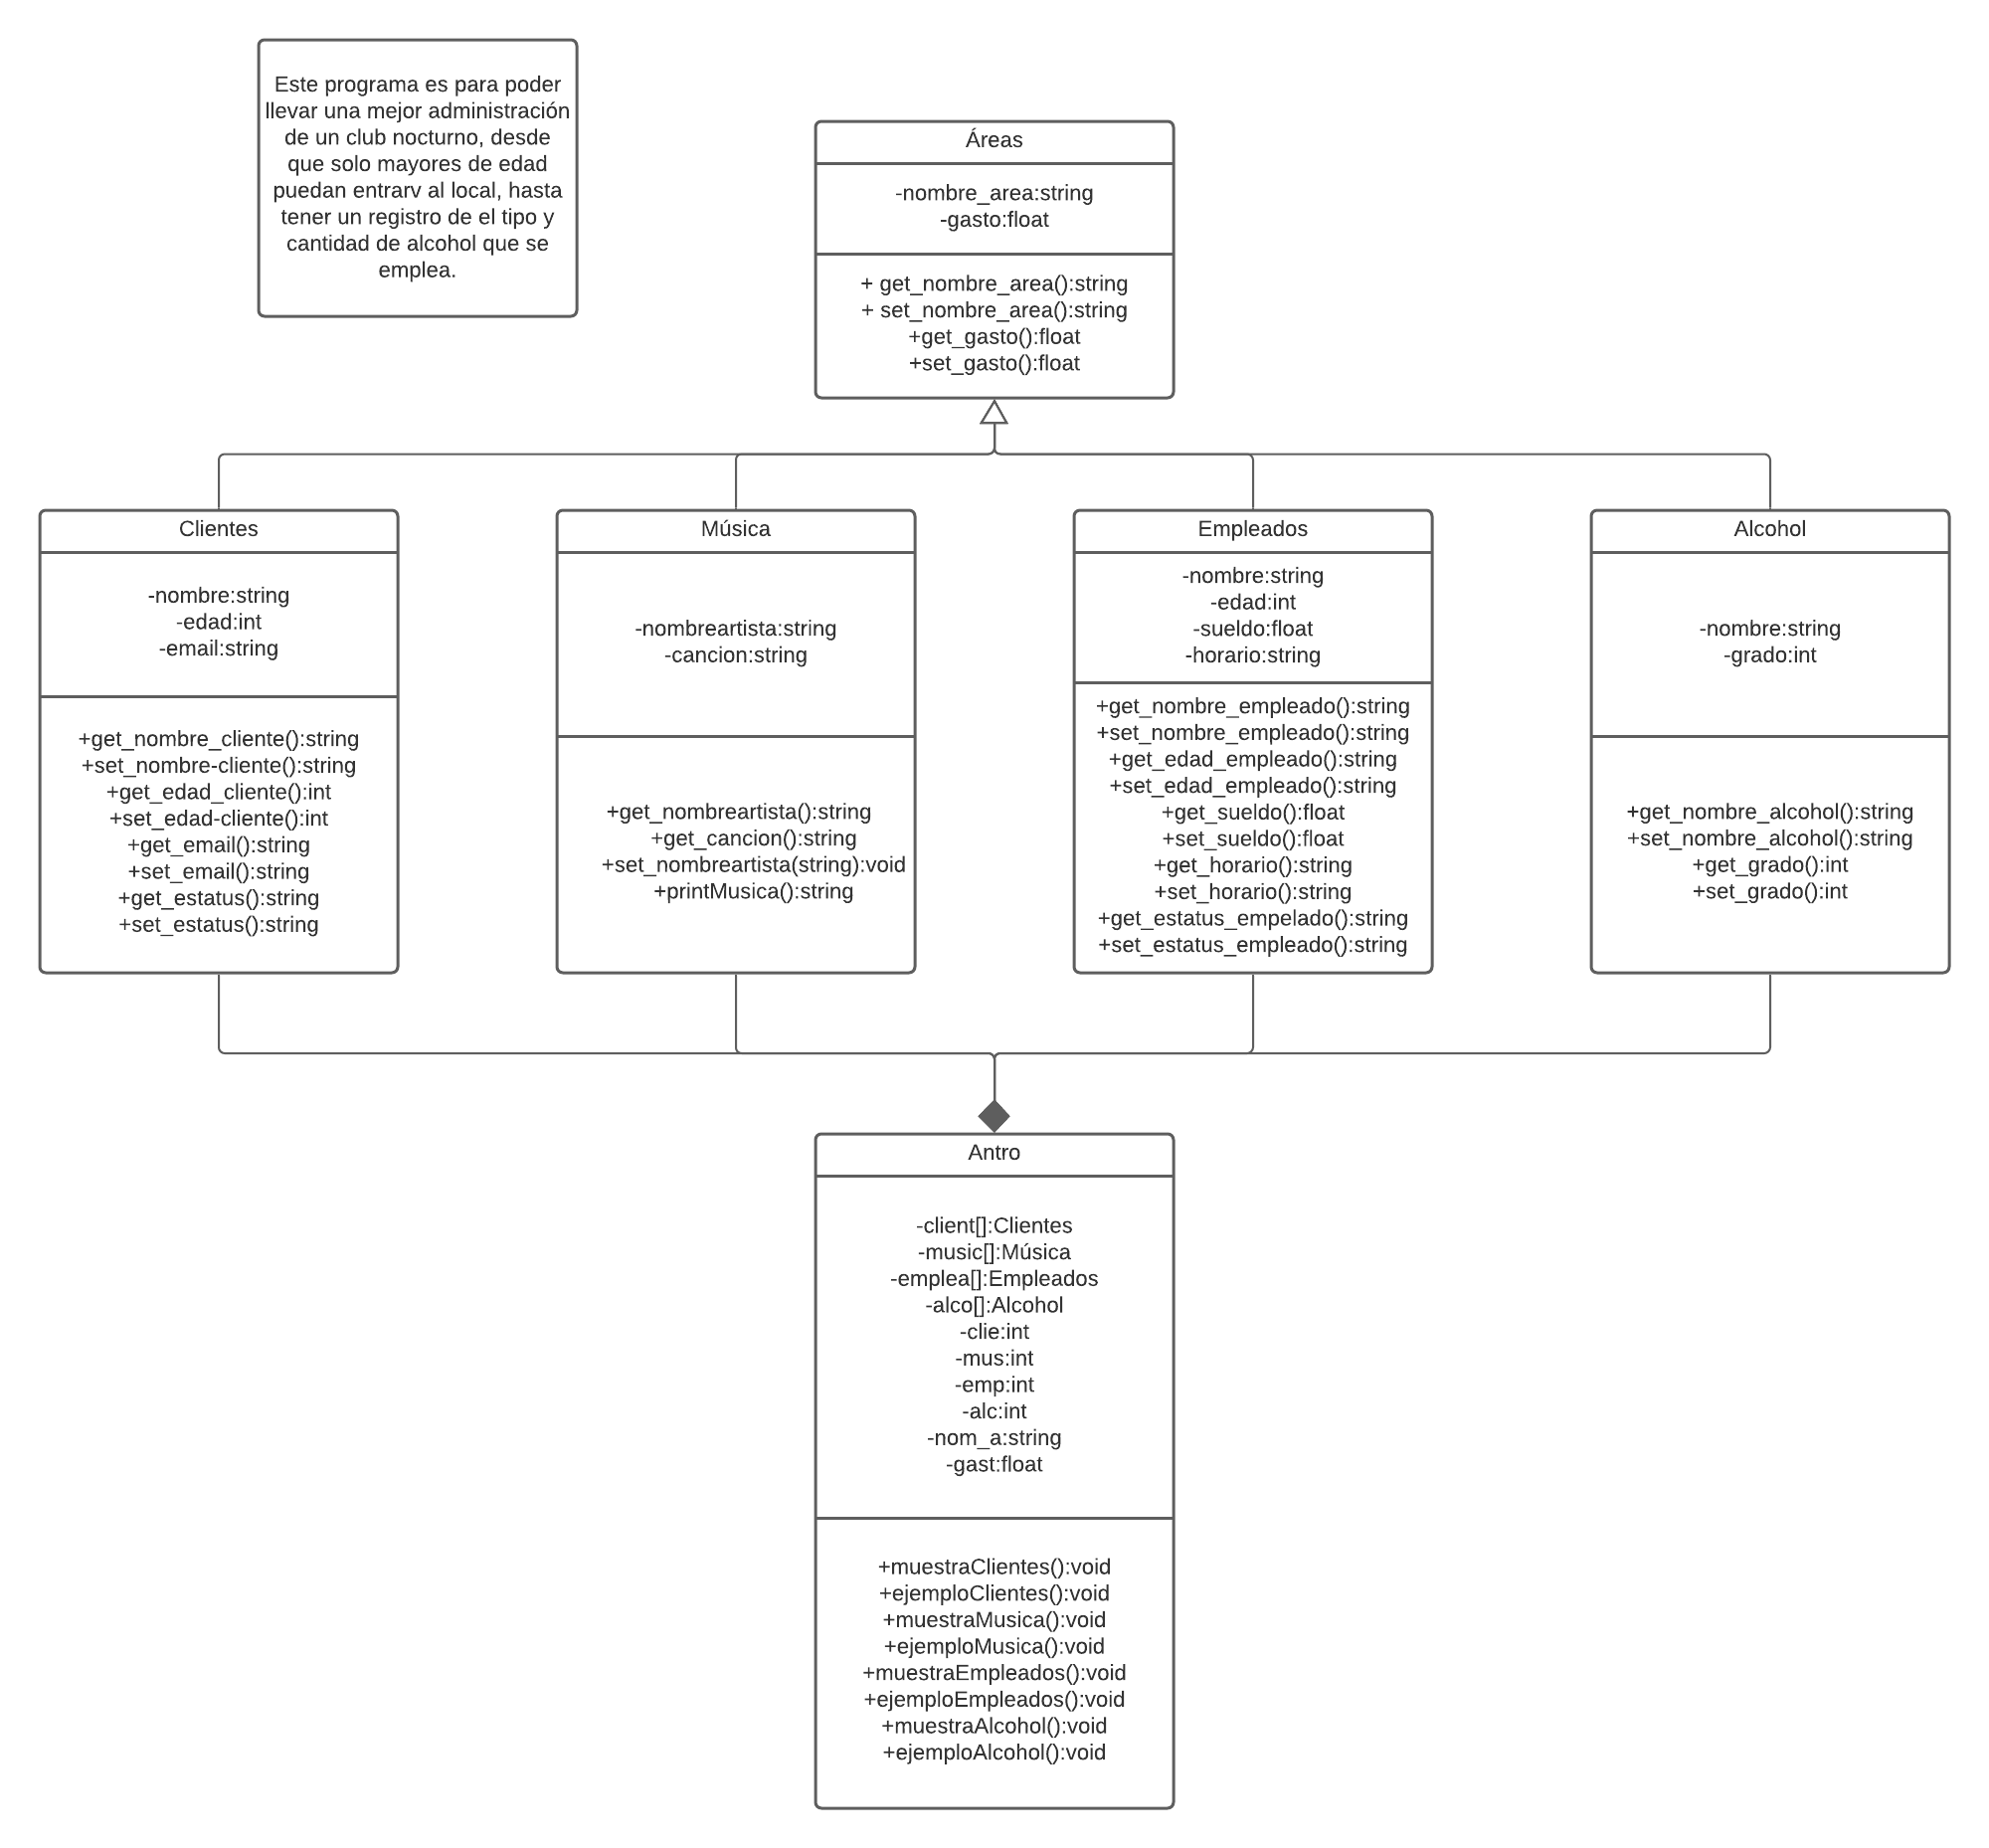 Este programa es para poder
llevar una mejor administración
de un club nocturno, desde
que solo mayores de edad
puedan entrarv al local, hasta
tener un registro de el tipo y
cantidad de alcohol que se
emplea.
Áreas
-nombre_area:string
-gasto:float
+ get_nombre_area():string
+ set_nombre_area():string
+get_gasto():float
+set_gasto():float
Clientes
-nombre:string
-edad:int
-email:string
+get_nombre_cliente():string
+set_nombre-cliente():string
+get_edad_cliente():int
+set_edad-cliente():int
+get_email():string
+set_email():string
+get_estatus():string
+set_estatus():string
Música
-nombreartista:string
-cancion:string
+get_nombreartista():string
+get_cancion():string
+set_nombreartista(string):void
+printMusica():string
Empleados
-nombre:string
-edad:int
-sueldo:float
-horario:string
+get_nombre_empleado():string
+set_nombre_empleado():string
+get_edad_empleado():string
+set_edad_empleado():string
+get_sueldo():float
+set_sueldo():float
+get_horario():string
+set_horario():string
+get_estatus_empelado():string
+set_estatus_empleado():string
Alcohol
-nombre:string
-grado:int
+get_nombre_alcohol():string
+set_nombre_alcohol():string
+get_grado():int
+set_grado():int
Antro
-client[]:Clientes
-music[]:Música
-emplea[]:Empleados
-alco[]:Alcohol
-clie:int
-mus:int
-emp:int
-alc:int
-nom_a:string
-gast:float
+muestraClientes():void
+ejemploClientes():void
+muestraMusica():void
+ejemploMusica():void
+muestraEmpleados():void
+ejemploEmpleados():void
+muestraAlcohol():void
+ejemploAlcohol():void